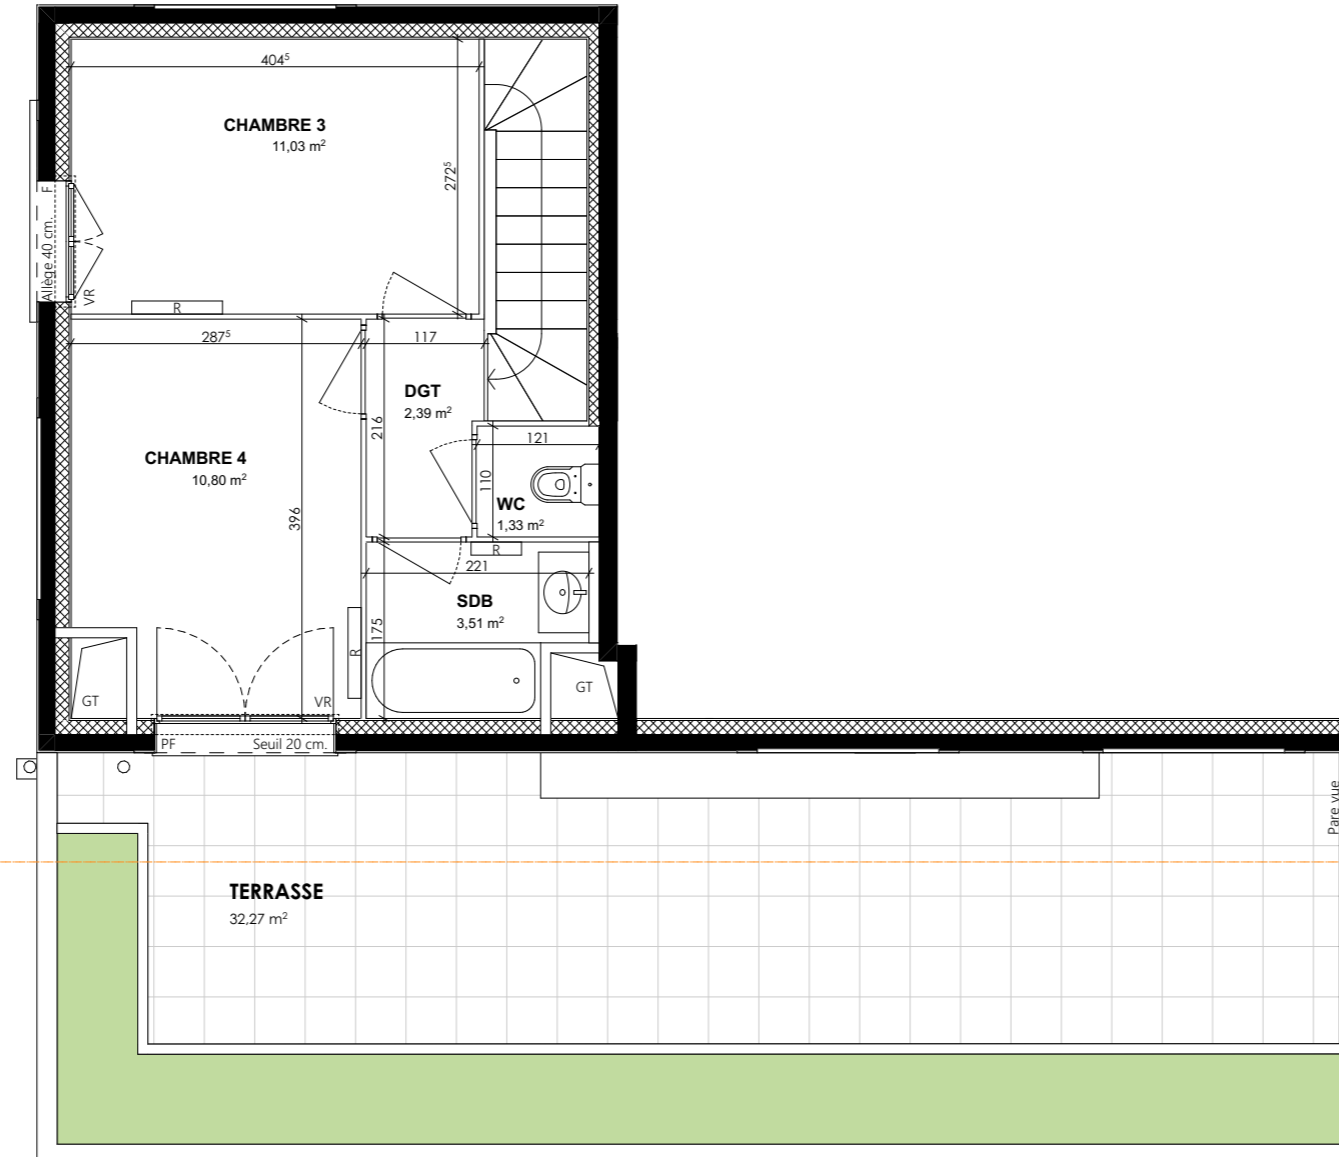 404⁵
CHAMBRE 3
11,03 m²
272⁵
F
Allège 40 cm.
VR
R
287⁵
117
DGT
2,39 m²
216
121
CHAMBRE 4
10,80 m²
110
WC
1,33 m²
396
R
221
SDB
3,51 m²
175
R
GT
VR
GT
PF
Seuil 20 cm.
Pare vue
TERRASSE
32,27 m²